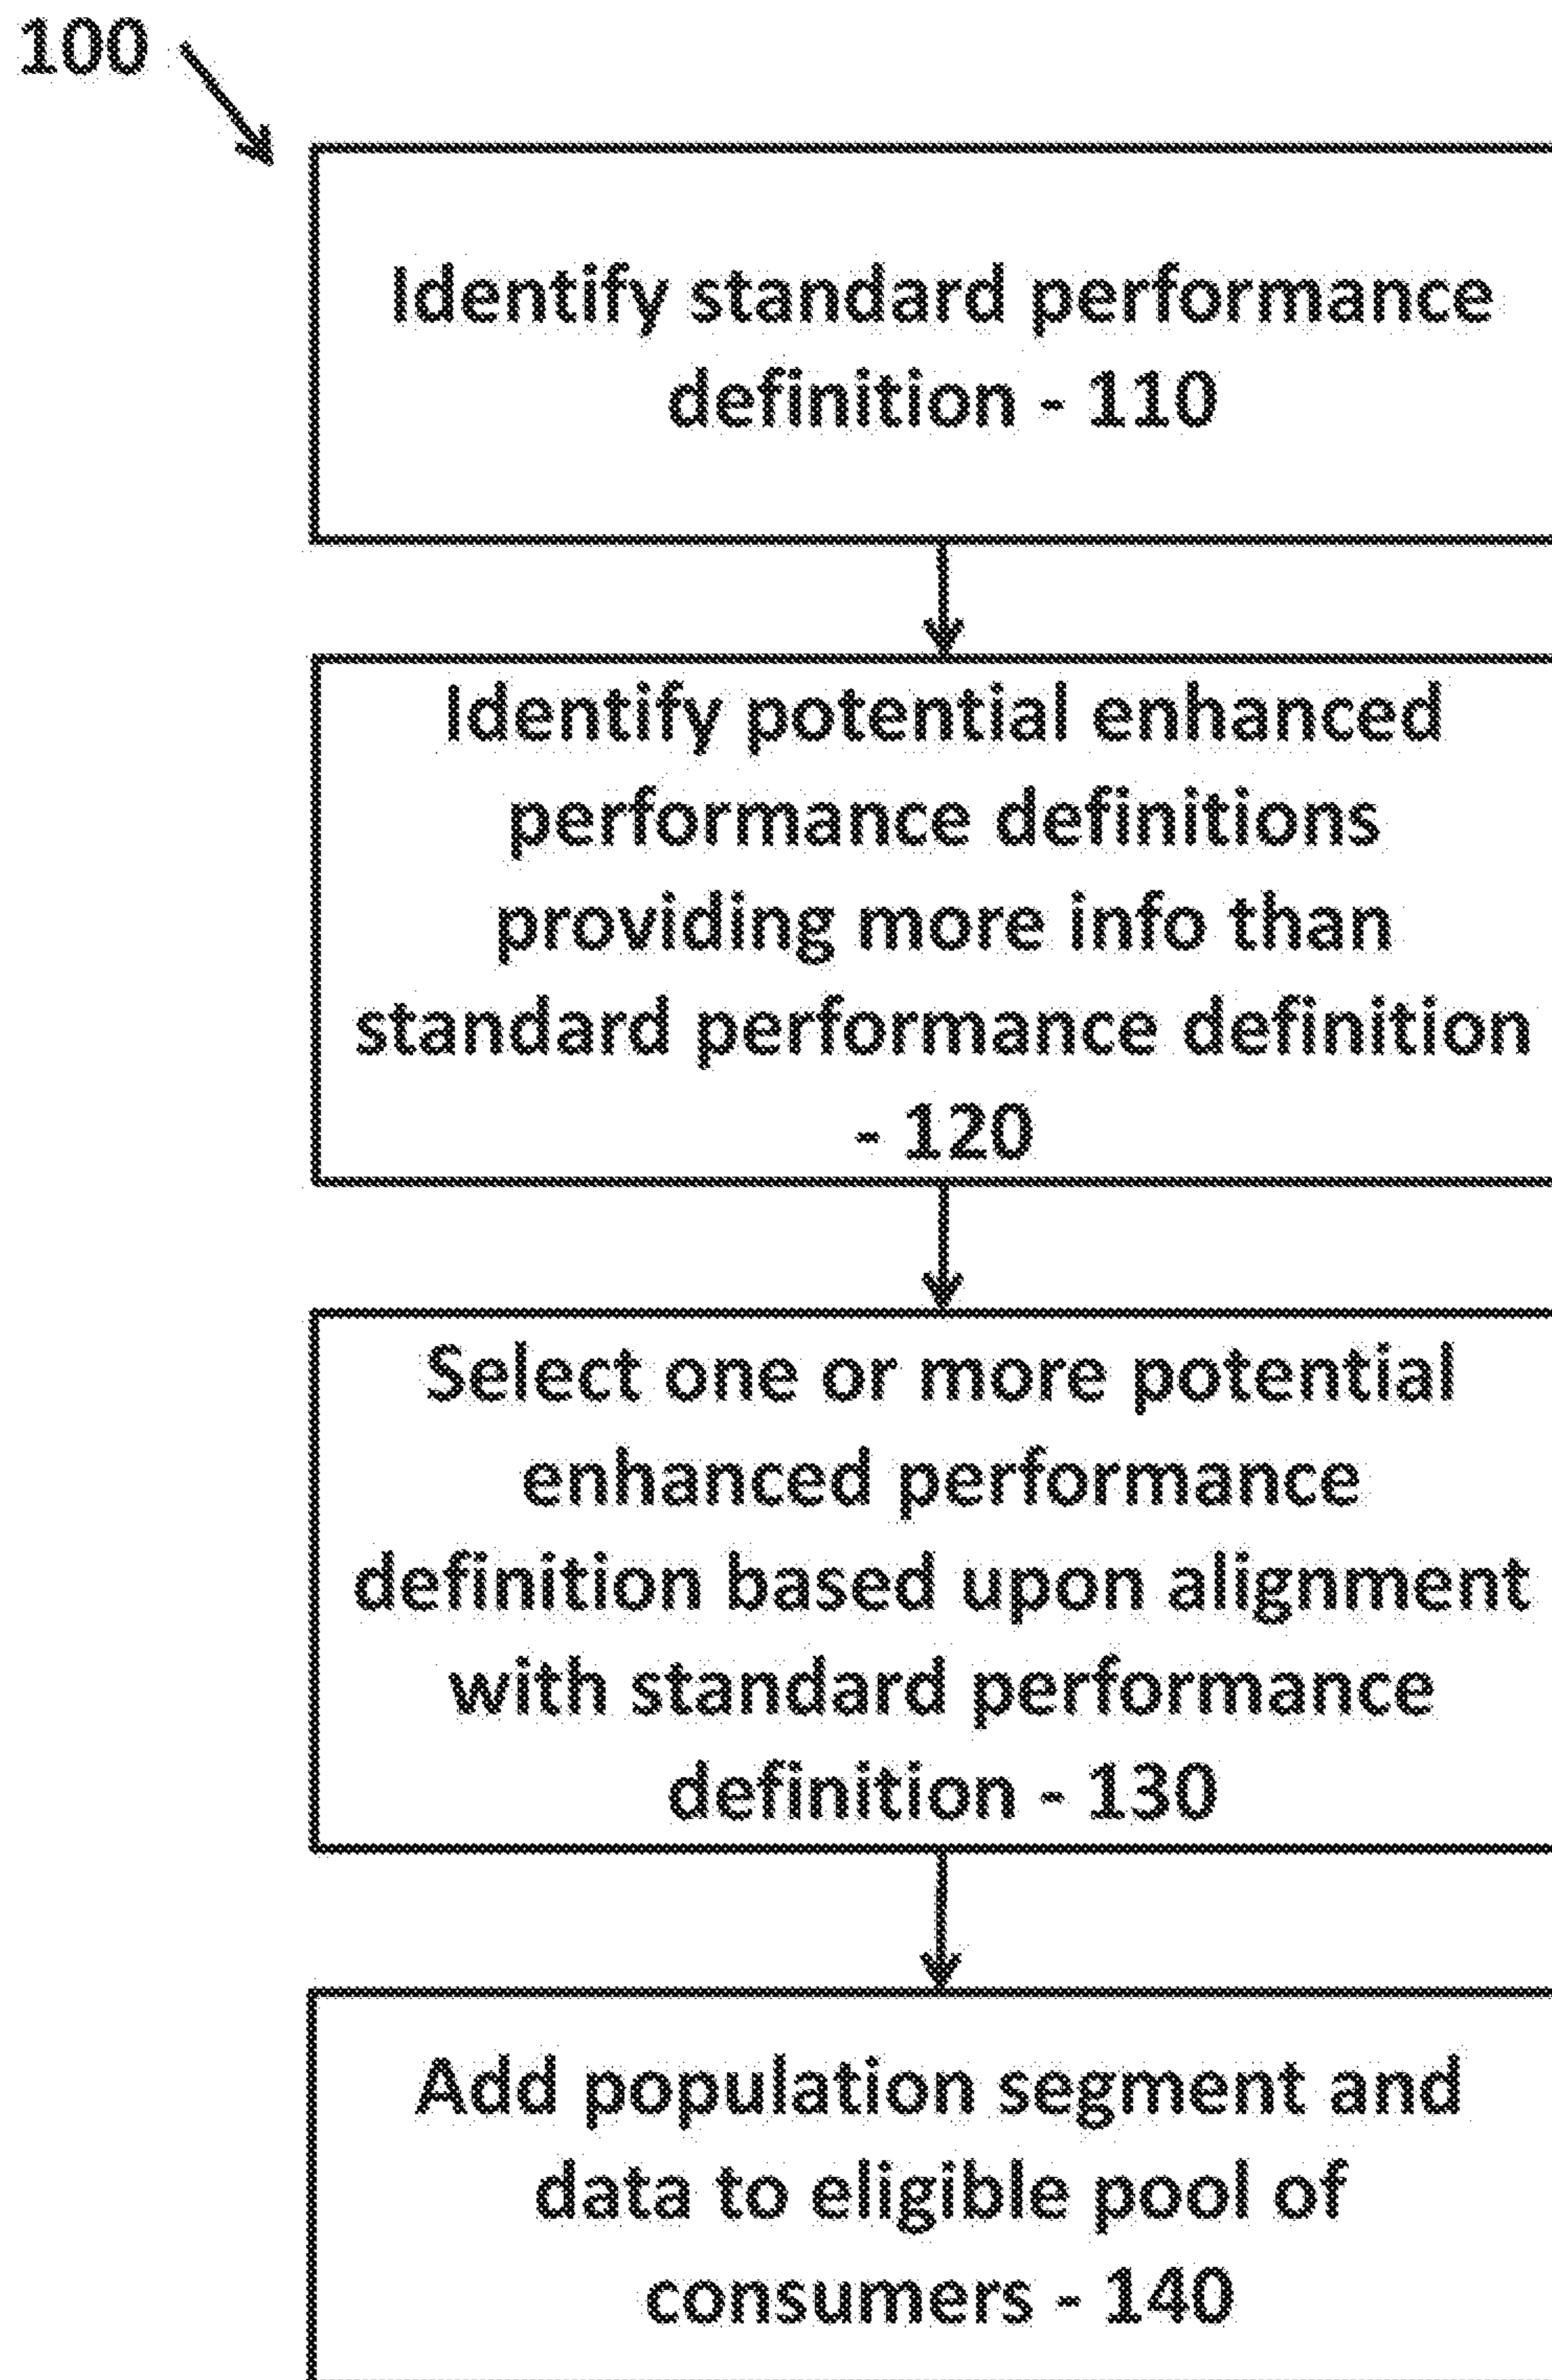 100
Identify standard performance
definition - 110
Identify potential enhanced
performance definitions
providing more info than
standard performance definition
- 120
Select one or more potential
enhanced performance
definition based upon alignment
with standard performance
definition - 130
Add population segment and
data to eligible pool of
consumers - 140